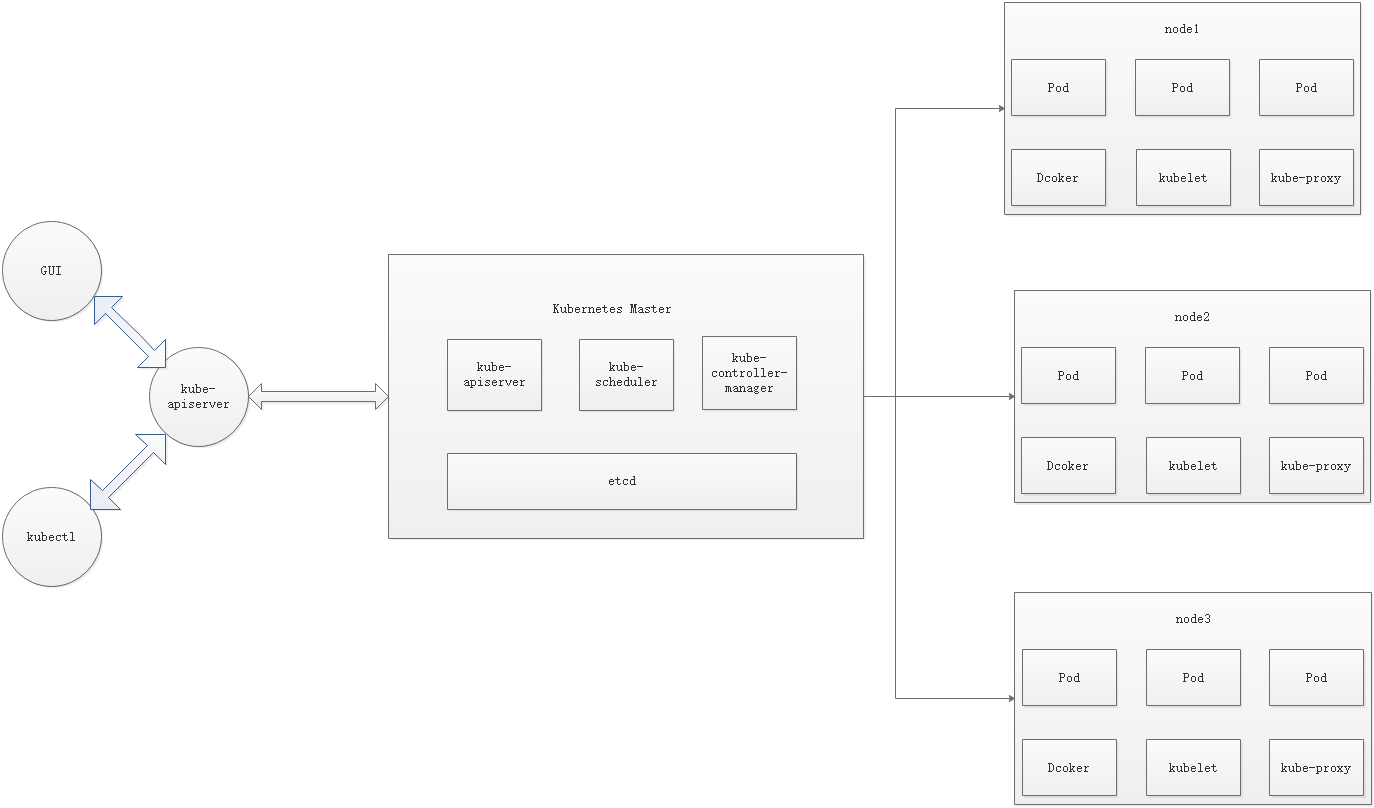 GUI
kube-
apiserver
kubectl
Kubernetes Master
kube-
apiserver
kube-
scheduler
kube-
controller-
manager
etcd
node1
Pod
Pod
Pod
Dcoker
kubelet
kube-proxy
node2
Pod
Pod
Pod
Dcoker
kubelet
kube-proxy
node3
Pod
Pod
Pod
Dcoker
kubelet
kube-proxy